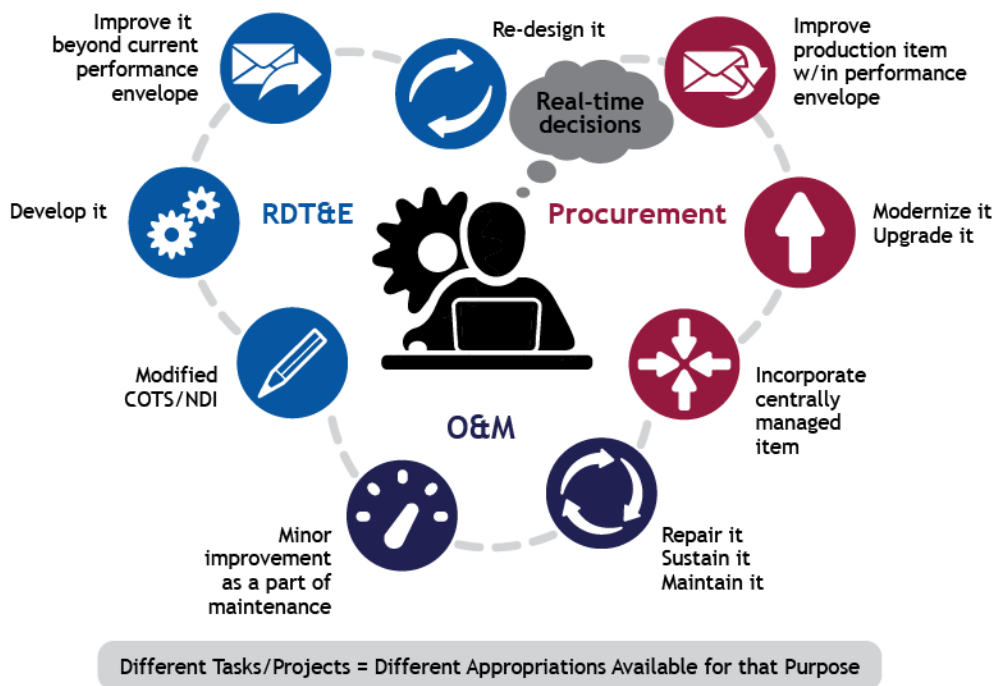 Improve it
beyond current
performance
envelope
Re-design it
Real-time
decisions
Improve
production item
w/in performance
envelope
Develop it
RDT&E
Procurement
Modernize it
Upgrade it
Modified
COTS/NDI
O&M
Incorporate
centrally
managed
item
Minor
improvement
as a part of
maintenance
Repair it
Sustain it
Maintain it
Different Tasks/Projects = Different Appropriations Available for that Purpose